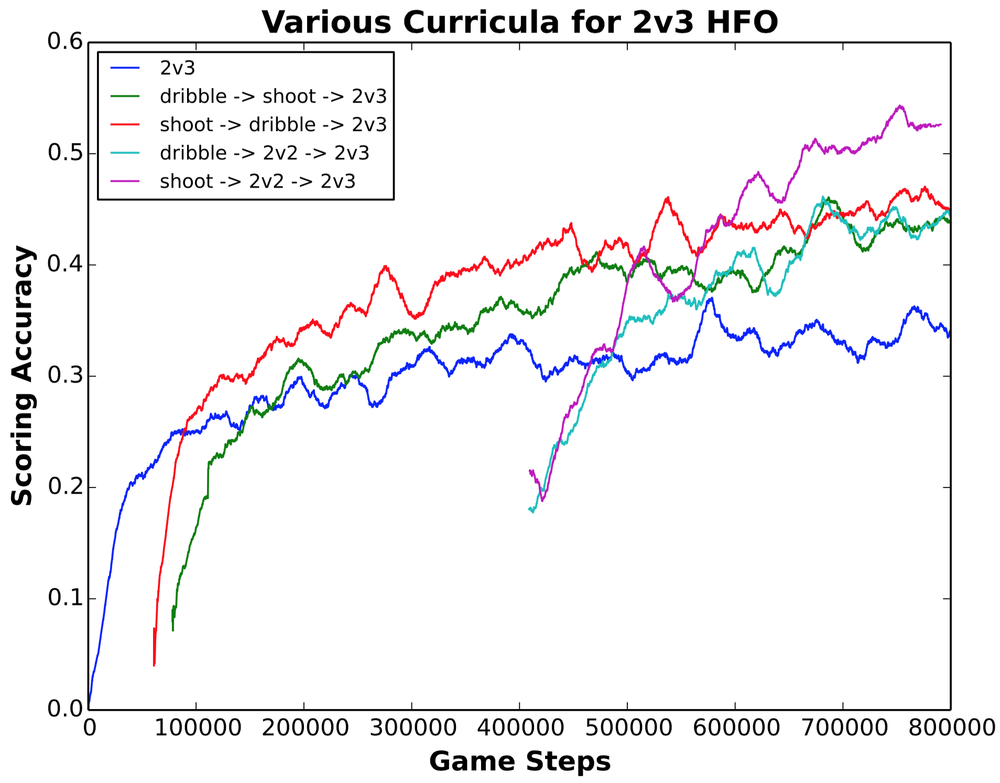 Various Curricula for 2v3 HFO
0.6
0.5
0.4
0.3
0.2
0.1
0.0
Scoring Accuracy
2v3
dribble -> shoot -> 2v3
shoot -> dribble -> 2v3
dribble -> 2v2 -> 2v3
shoot -> 2v2 -> 2v3
0 100000 200000 300000 400000 500000 600000 700000 800000
Game Steps